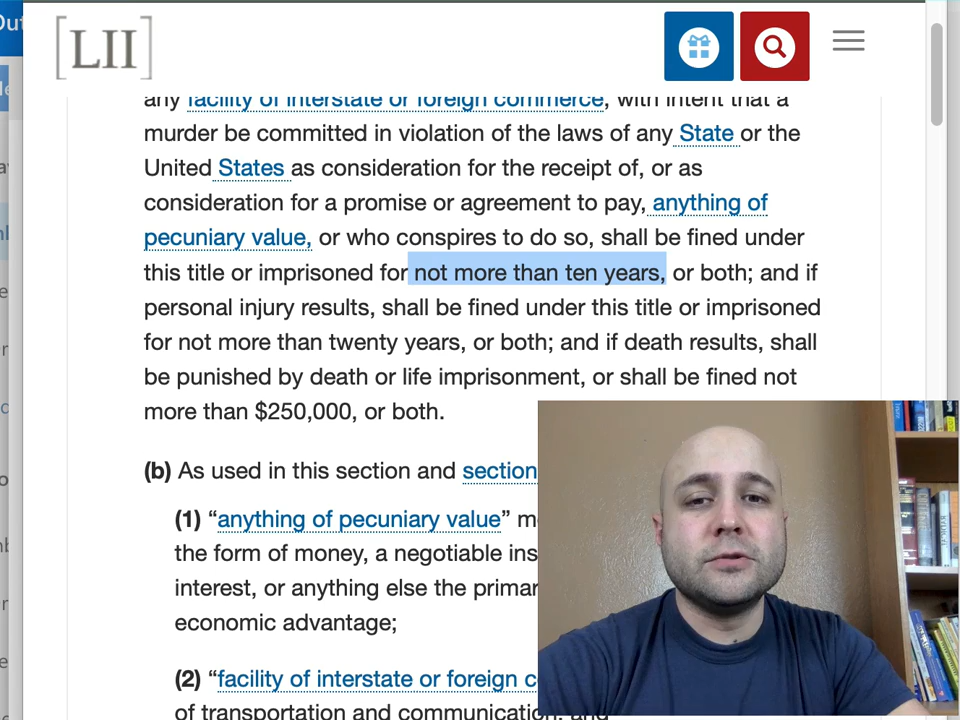 [LII]
any facility of interstate or foreign commerce, with intent that a
murder be committed in violation of the laws of any State or the
United States as consideration for the receipt of, or as
consideration for a promise or agreement to pay, anything of
pecuniary value, or who conspires to do so, shall be fined under
this title or imprisoned for not more than ten years, or both; and if
personal injury results, shall be fined under this title or imprisoned
for not more than twenty years, or both; and if death results, shall
be punished by death or life imprisonment, or shall be fined not
more than $250,000, or both.
(b) As used in this section and section
(1) “anything of pecuniary value”
the form of money, a negotiable
interest, or anything else the
economic advantage;
(2) “facility of interstate or foreign
of transportation and communication, and